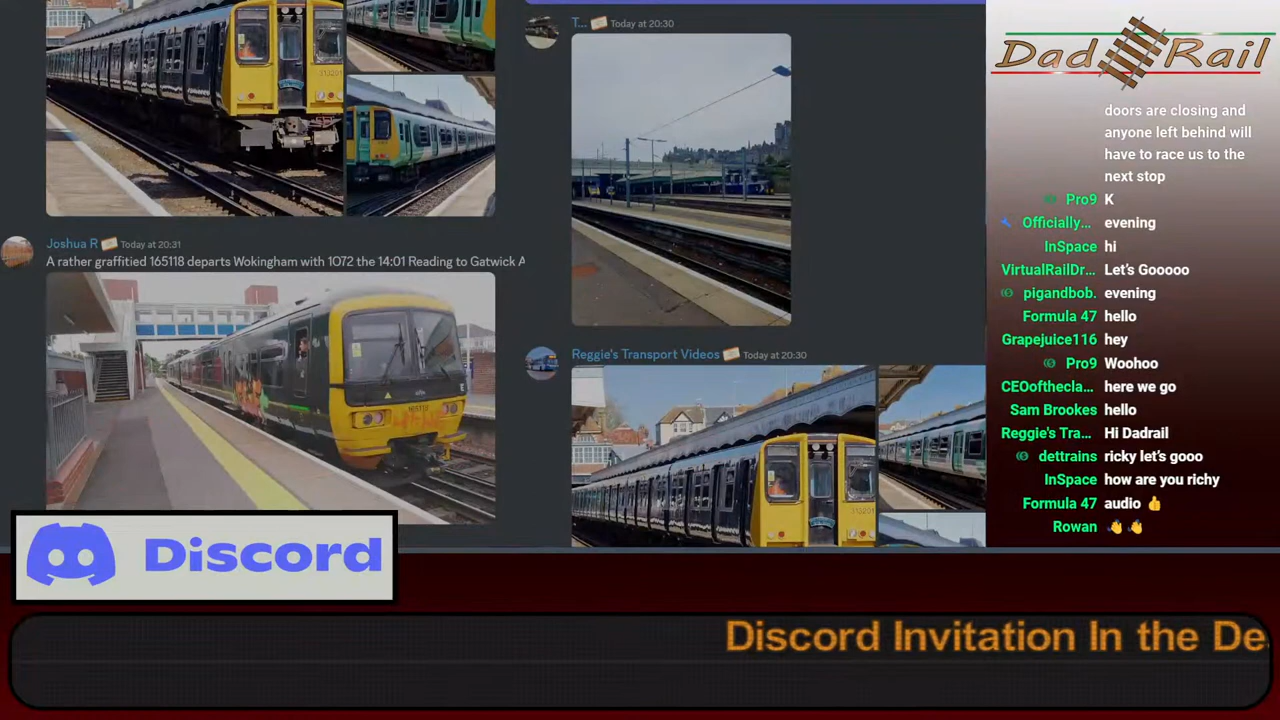 T... Today at 20:30
Joshua R Today at 20:31
A rather graffitied 165118 departs Wokingham with 1O72 the 14:01 Reading to Gatwick A
Reggie's Transport Videos Today at 20:30
Discord
Discord Invitation In the De
Dad Rail
doors are closing and
anyone left behind will
have to race us to the
next stop
Pro9 K
Officially... evening
InSpace hi
VirtualRailDr... Let's Gooooo
pigandbob. evening
Formula 47 hello
Grapejuice116 hey
Pro9 Woohoo
CEOofthecla... here we go
Sam Brookes hello
Reggie's Tra... Hi Dadrail
dettrains ricky let's gooo
InSpace how are you richy
Formula 47 audio 👍
Rowan 👋 👋